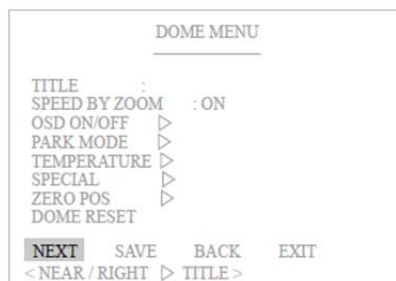 DOME MENU
TITLE :
SPEED BY ZOOM : ON
OSD ON/OFF ▷
PARK MODE ▷
TEMPERATURE ▷
SPECIAL ▷
ZERO POS ▷
DOME RESET
NEXT SAVE BACK EXIT
< NEAR / RIGHT ▷ TITLE >